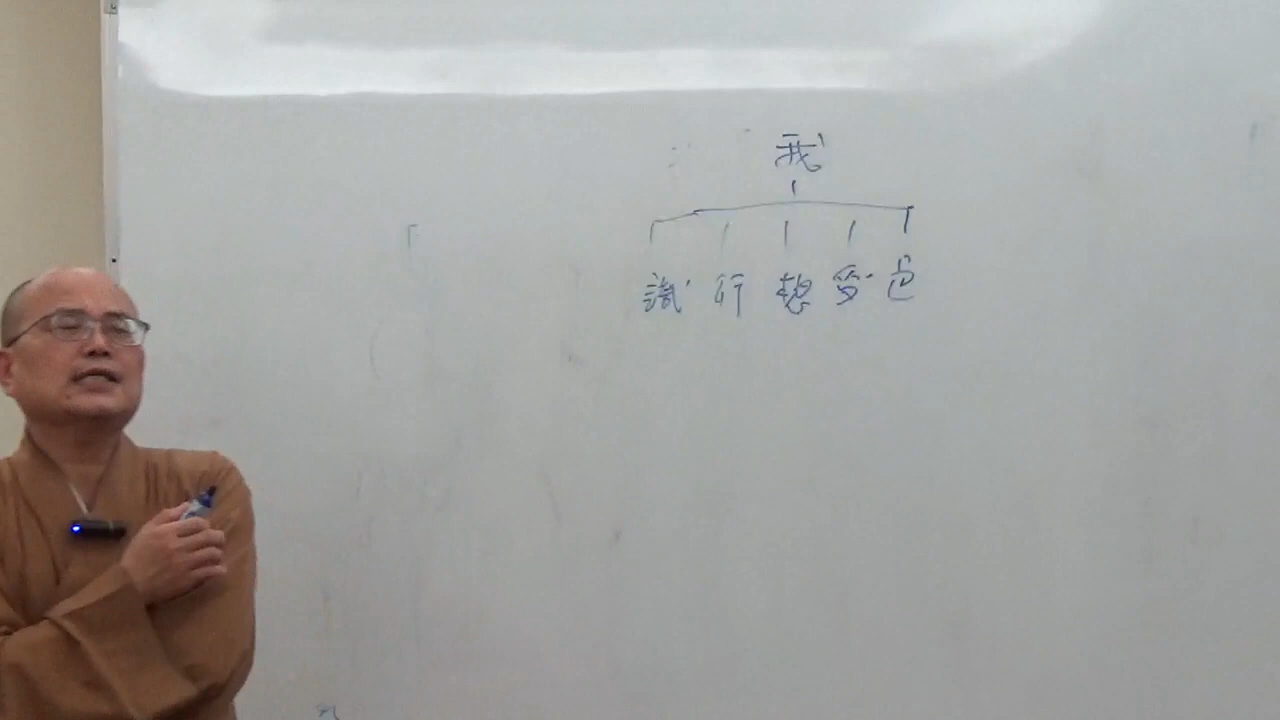 我
識 行 想 受 色